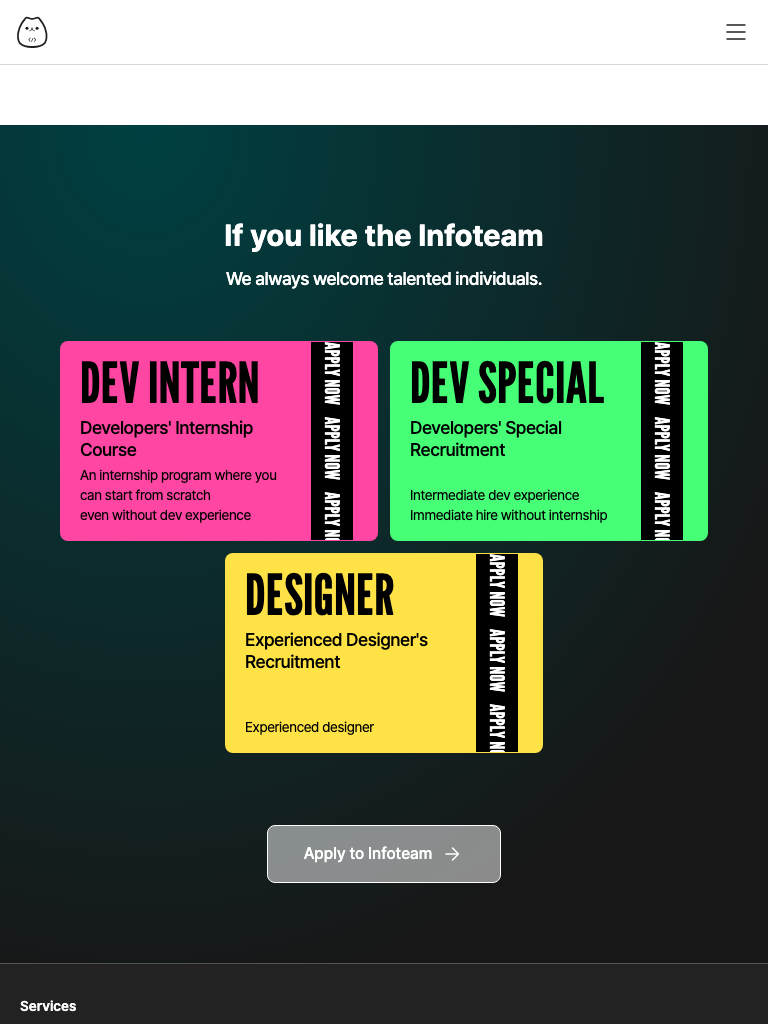 If you like the Infoteam
We always welcome talented individuals.
DEV INTERN
Developers' Internship
Course
An internship program where you
can start from scratch
even without dev experience
APPLY NOW APPLY NOW APPLY
DEV SPECIAL
Developers' Special
Recruitment
Intermediate dev experience
Immediate hire without internship
APPLY NOW APPLY NOW APPLY
DESIGNER
Experienced Designer's
Recruitment
Experienced designer
APPLY NOW APPLY NOW APPLY
Apply to Infoteam
Services